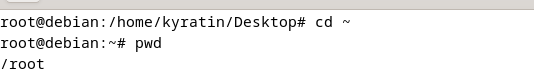 root@debian:/home/kyratin/Desktop# cd ~
root@debian:~# pwd
/root